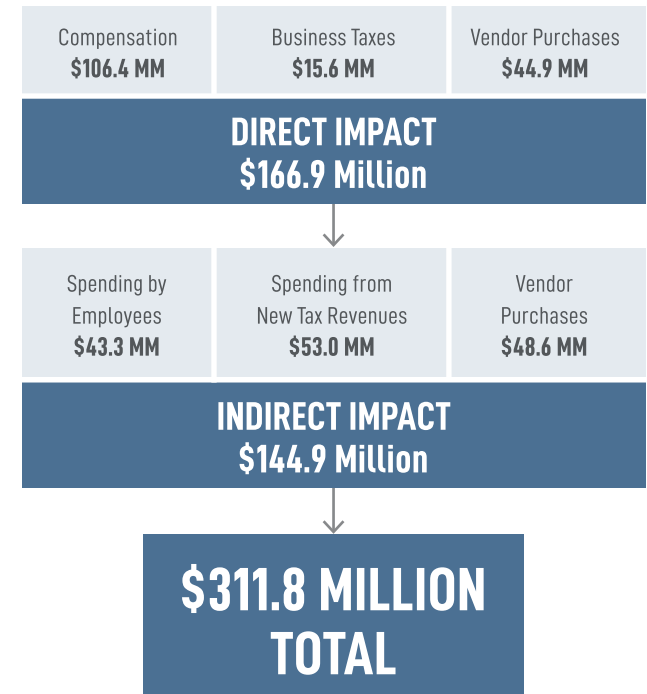 Compensation
$106.4 MM
Business Taxes
$15.6 MM
Vendor Purchases
$44.9 MM
DIRECT IMPACT
$166.9 Million
Spending by
Employees
$43.3 MM
Spending from
New Tax Revenues
$53.0 MM
Vendor
Purchases
$48.6 MM
INDIRECT IMPACT
$144.9 Million
$311.8 MILLION
TOTAL